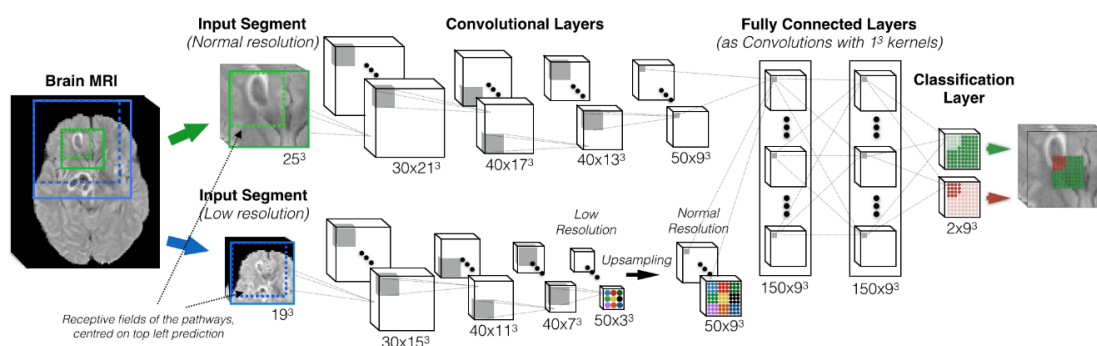 Input Segment
(Normal resolution)
Convolutional Layers
Fully Connected Layers
(as Convolutions with 1³ kernels)
Brain MRI
Classification
Layer
25³
30x21³
40x17³
40x13³
50x9³
Input Segment
(Low resolution)
Low
Resolution
Normal
Resolution
Upsampling
2x9³
19³
30x15³
40x11³
40x7³
50x3³
50x9³
150x9³
150x9³
Receptive fields of the pathways,
centred on top left prediction